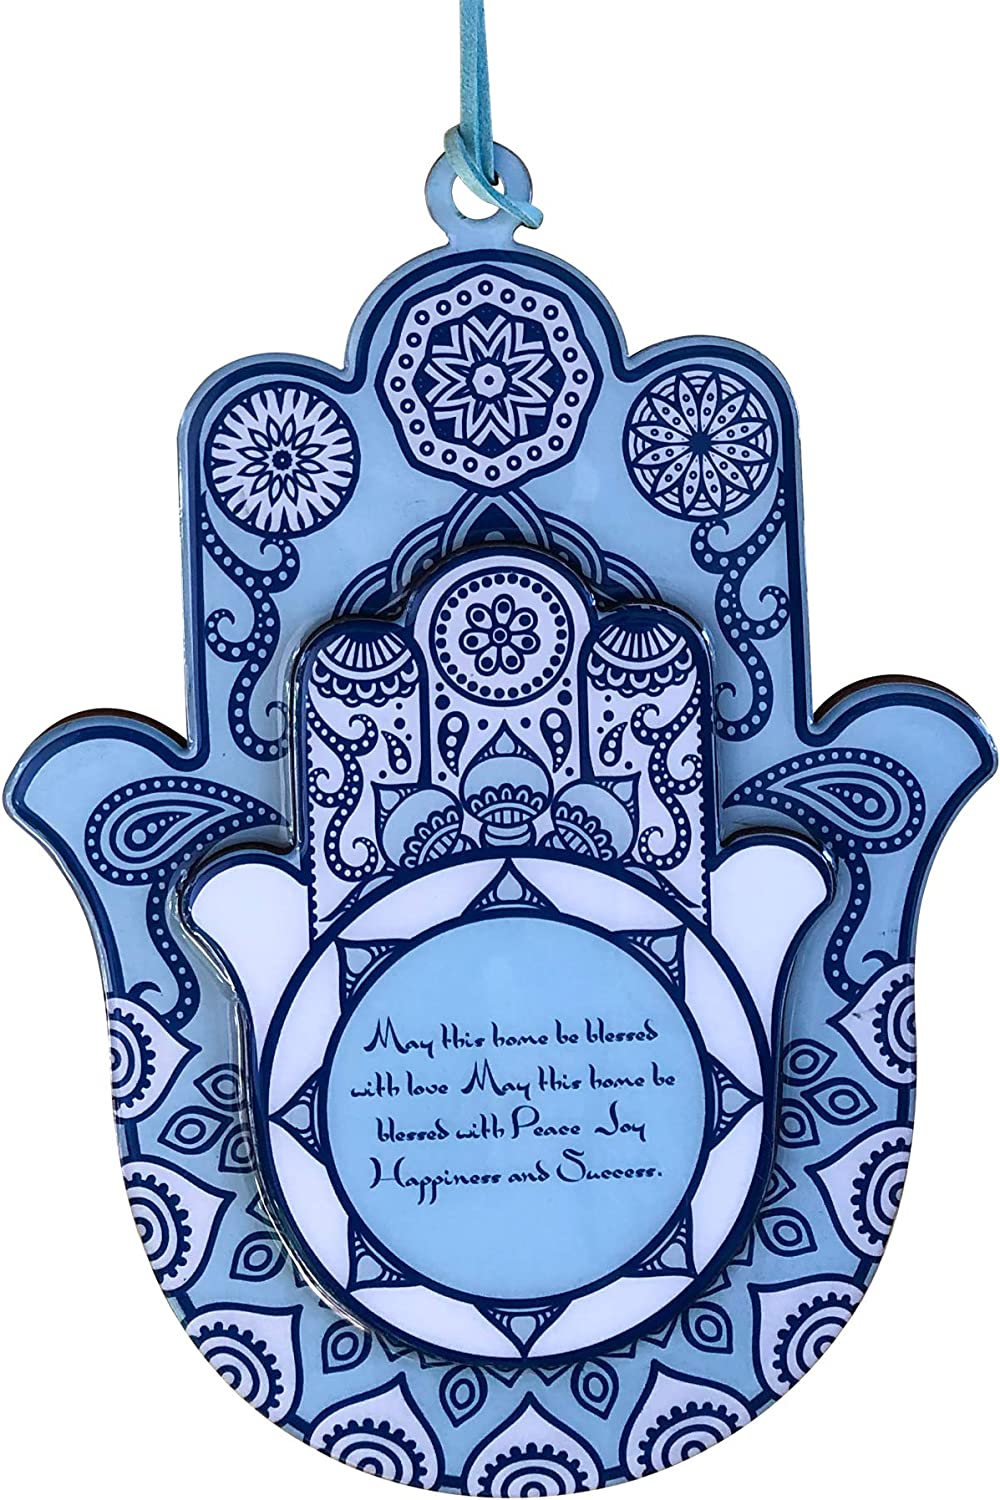 May this home be blessed
with love May this home be
blessed with Peace Joy
Happiness and Success.